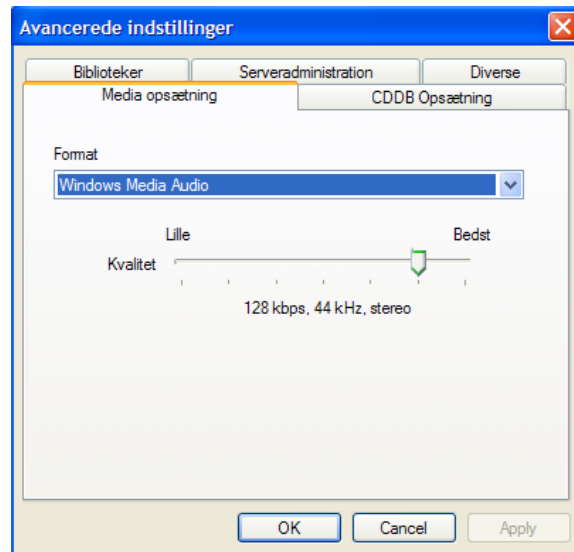 Avancerede indstillinger
Biblioteker Serveradministration Diverse
Media opsætning CDDB Opsætning
Format
Windows Media Audio
Lille Bedst
Kvalitet
128 kbps, 44 kHz, stereo
OK Cancel Apply